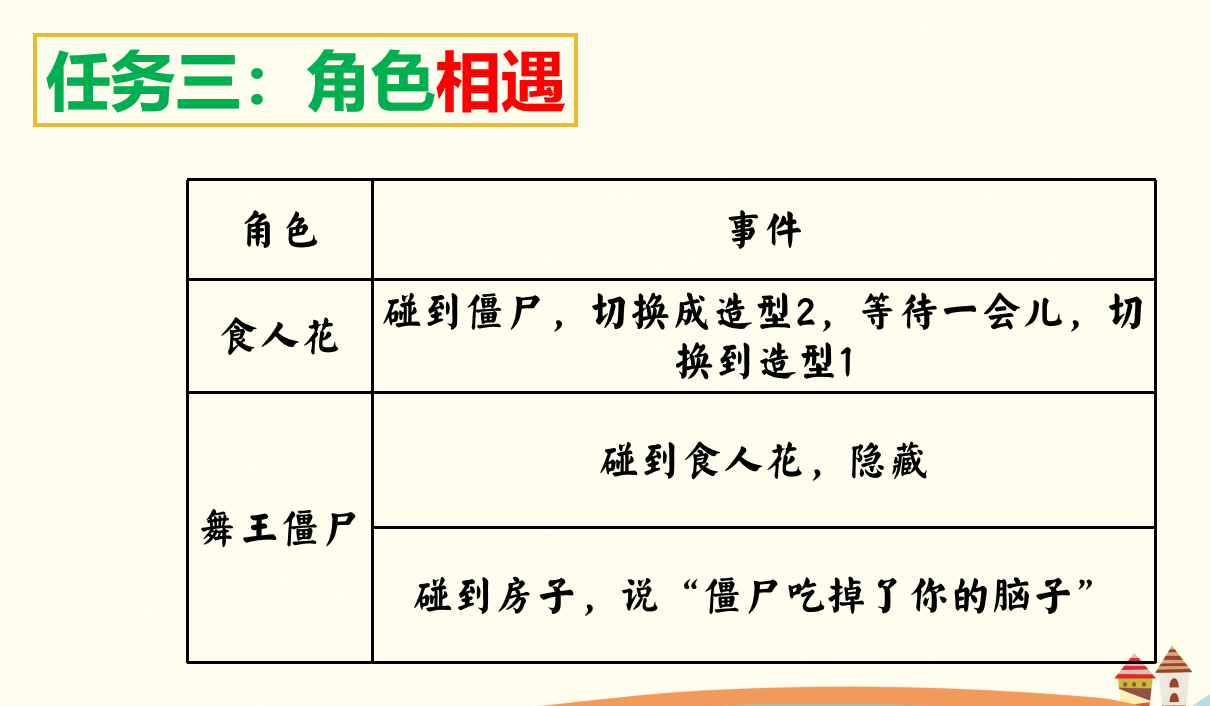 任务三：角色相遇
角色
事件
食人花
碰到僵尸，切换成造型2，等待一会儿，切
换到造型1
舞王僵尸
碰到食人花，隐藏
碰到房子，说“僵尸吃掉了你的脑子”